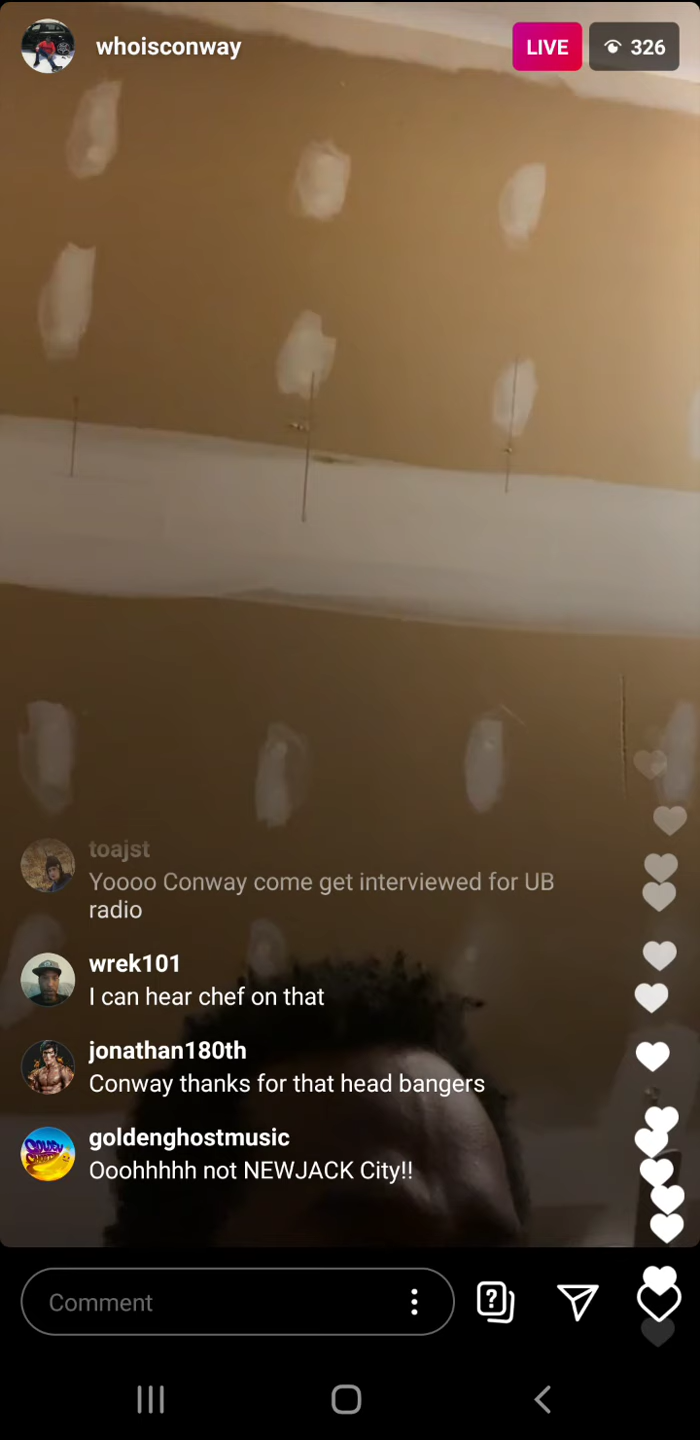 whoisconway
LIVE
326
toajst
Yoooo Conway come get interviewed for UB
radio
wrek101
I can hear chef on that
jonathan180th
Conway thanks for that head bangers
goldenghostmusic
Ooohhhhh not NEWJACK City!!
Comment